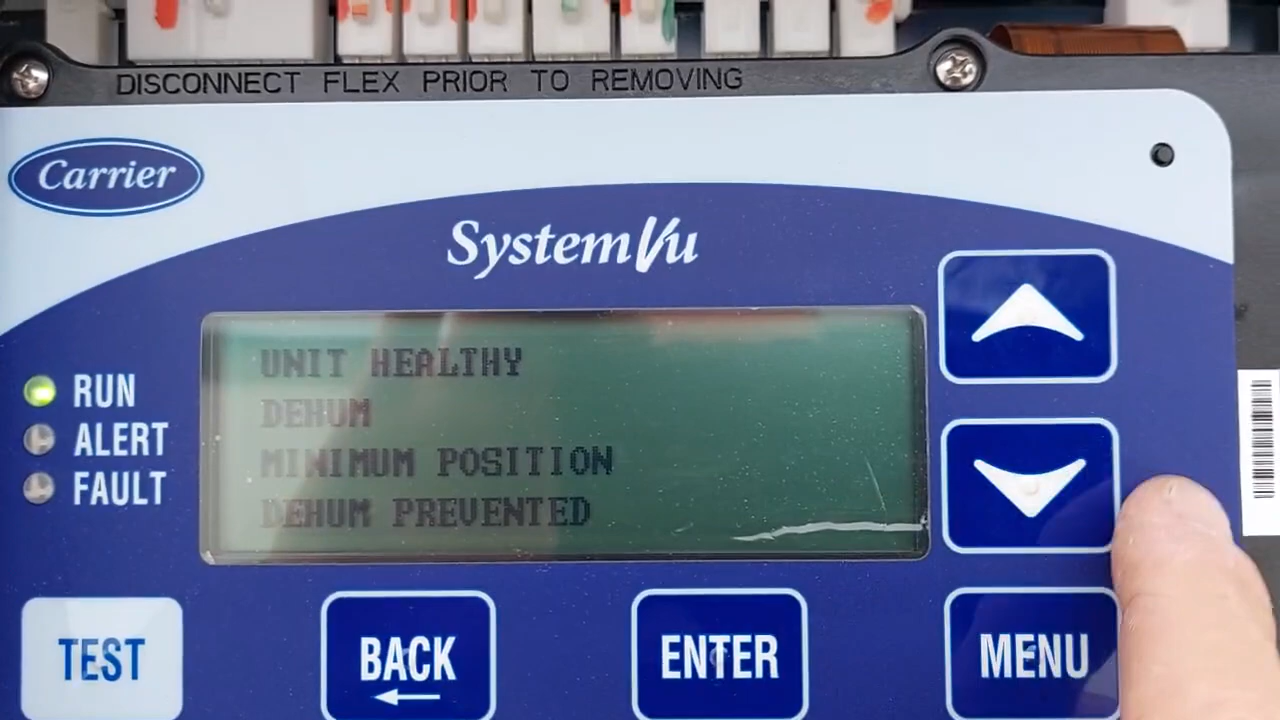 DISCONNECT FLEX PRIOR TO REMOVING
Carrier
SystemVu
UNIT HEALTHY
DEHUM
MINIMUM POSITION
DEHUM PREVENTED
RUN
ALERT
FAULT
TEST
BACK
ENTER
MENU